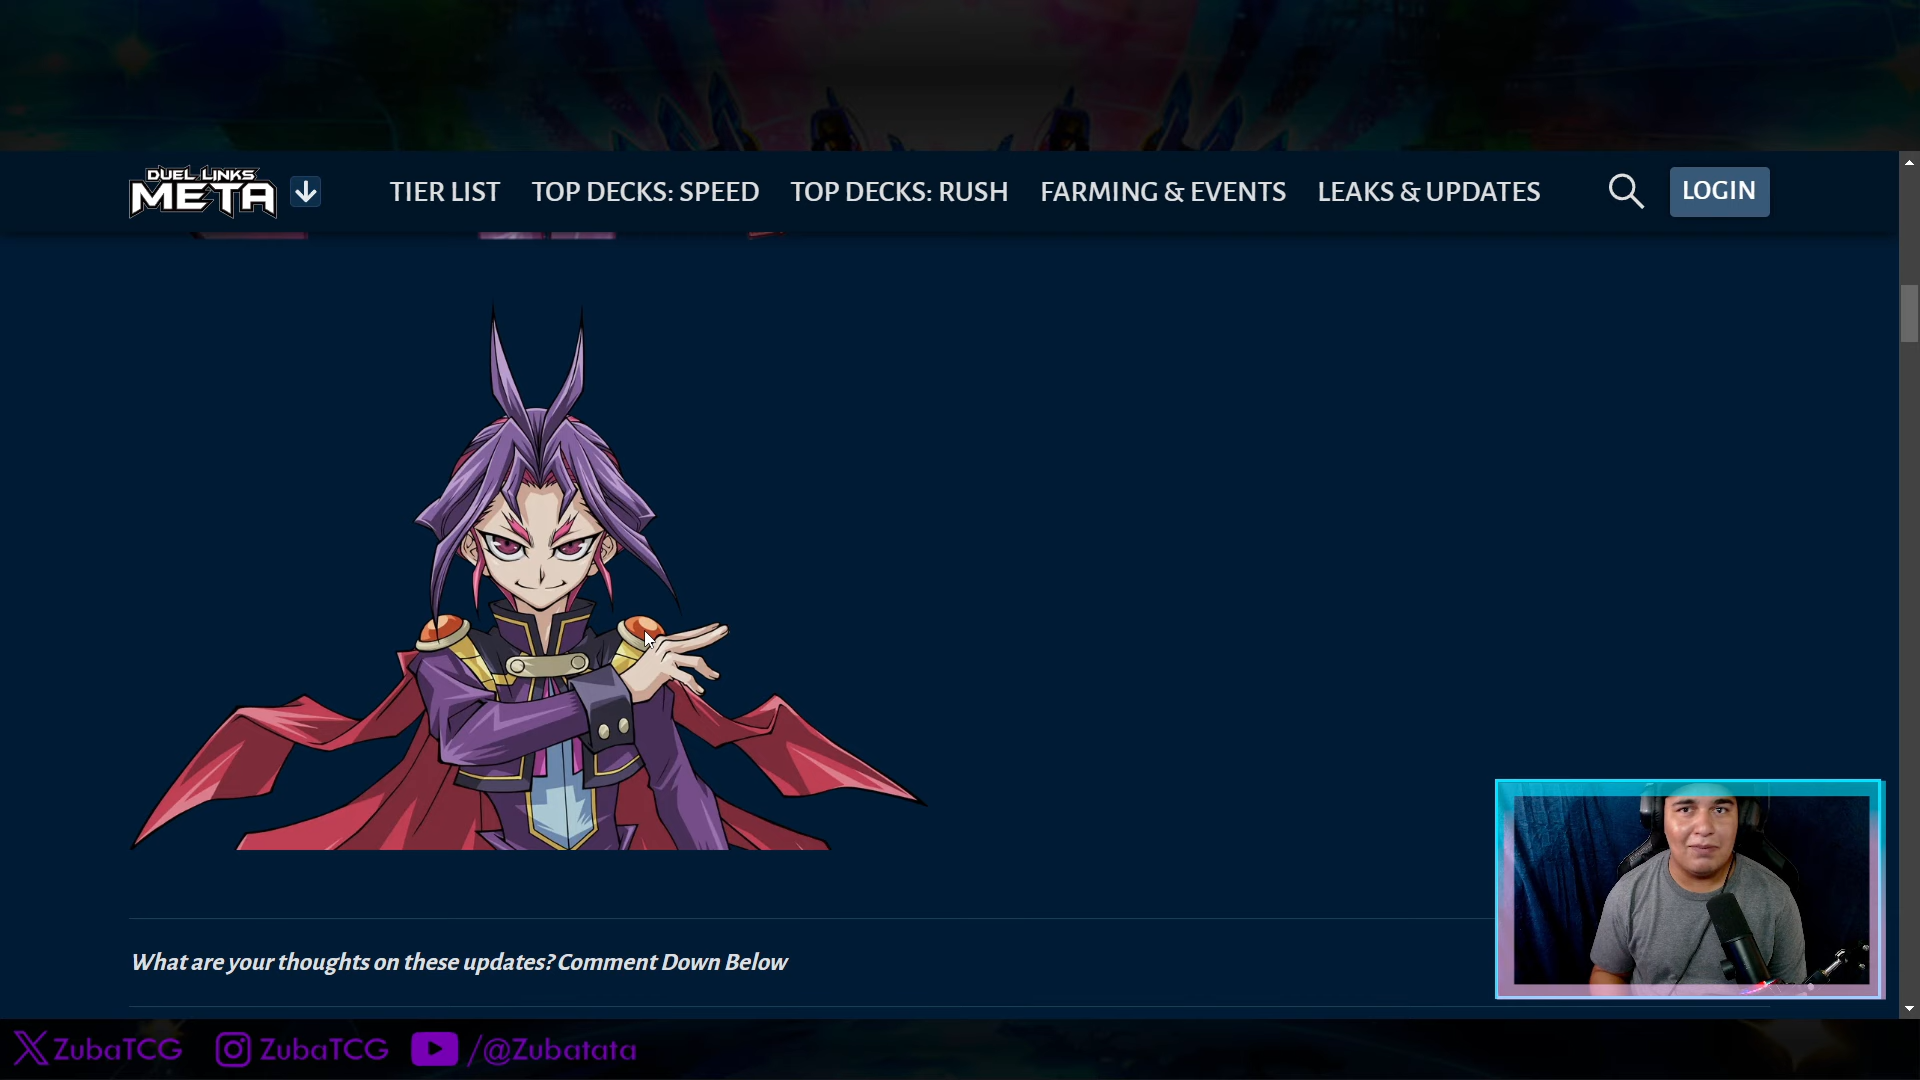 DUEL LINKS
META
TIER LIST TOP DECKS: SPEED TOP DECKS: RUSH FARMING & EVENTS LEAKS & UPDATES LOGIN
What are your thoughts on these updates? Comment Down Below
ZubaTCG ZubaTCG /@Zubatata